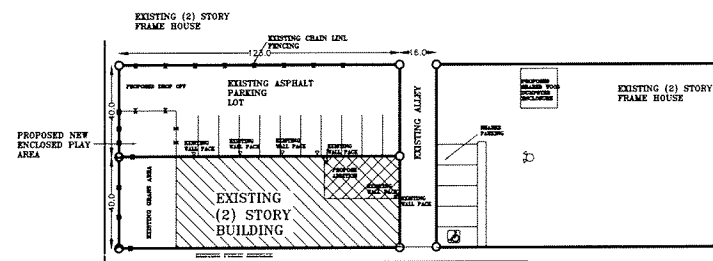 EXISTING (2) STORY
FRAME HOUSE
EXISTING CHAIN LINL
FENCING
125.0
16.0
PROPOSED DROP OFF
EXISTING ASPHALT
PARKING
LOT
40.0
EXISTING ALLEY
PROPOSED
SHARED WOOD
DUMPSTER
ENCLOSURE
EXISTING (2) STORY
FRAME HOUSE
SHARED
PARKING
PROPOSED NEW
ENCLOSED PLAY
AREA
EXISTING
WALL PACK
EXISTING
WALL PACK
EXISTING
WALL PACK
EXISTING
WALL PACK
PROPOSE
ADDITION
EXISTING
WALL PACK
EXISTING
WALL PACK
40.0
EXISTING GRASS AREA
EXISTING
(2) STORY
BUILDING